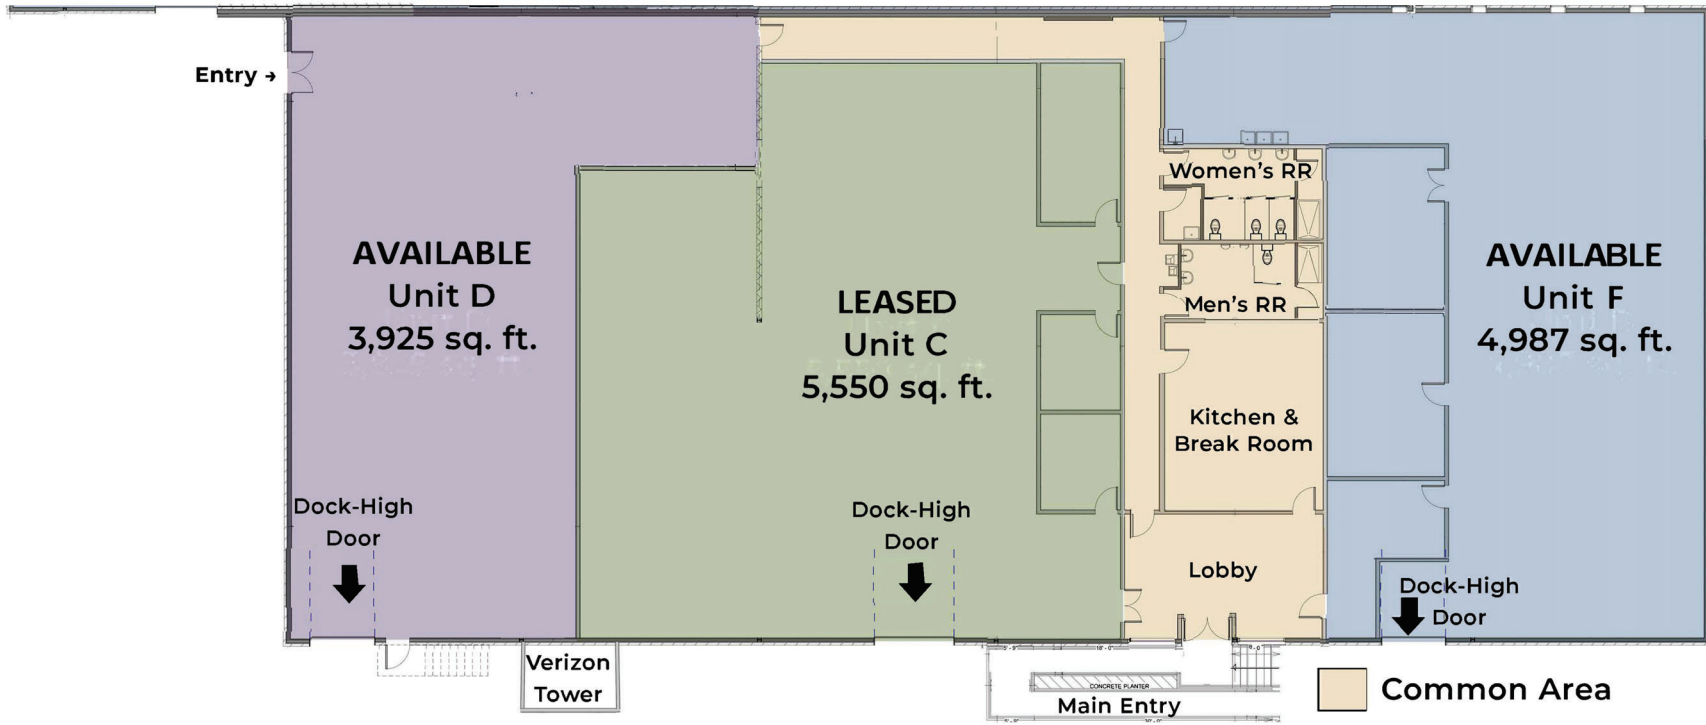 Entry →
AVAILABLE
Unit D
3,925 sq. ft.
LEASED
Unit C
5,550 sq. ft.
Women's RR
Men's RR
Kitchen &
Break Room
Lobby
AVAILABLE
Unit F
4,987 sq. ft.
Dock-High
Door
Dock-High
Door
Dock-High
Door
Verizon
Tower
CONCRETE PLANTER
Main Entry
Common Area